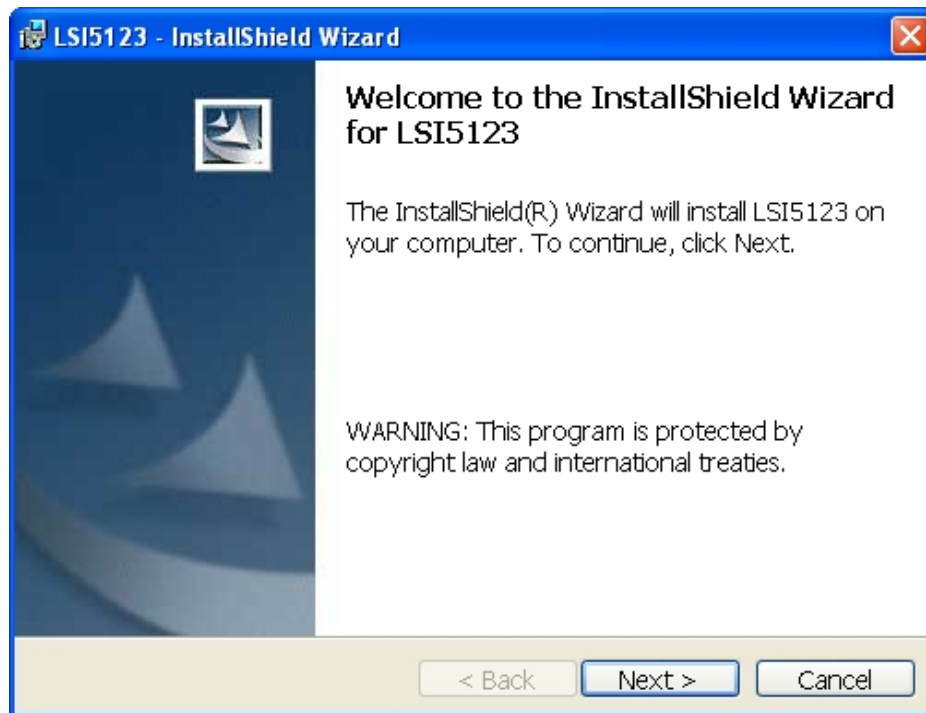 LSI5123 - InstallShield Wizard
Welcome to the InstallShield Wizard
for LSI5123
The InstallShield(R) Wizard will install LSI5123 on
your computer. To continue, click Next.
WARNING: This program is protected by
copyright law and international treaties.
< Back
Next >
Cancel